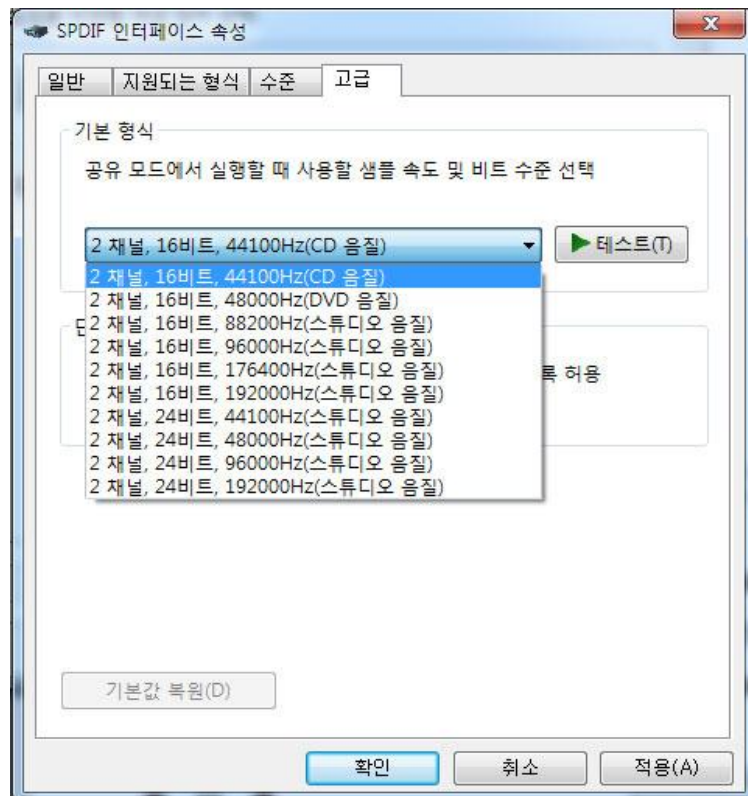 SPDIF 인터페이스 속성
일반 지원되는 형식 수준 고급
기본 형식
공유 모드에서 실행할 때 사용할 샘플 속도 및 비트 수준 선택
2 채널, 16비트, 44100Hz(CD 음질) 테스트(T)
2 채널, 16비트, 44100Hz(CD 음질)
2 채널, 16비트, 48000Hz(DVD 음질)
2 채널, 16비트, 88200Hz(스튜디오 음질)
2 채널, 16비트, 96000Hz(스튜디오 음질)
2 채널, 16비트, 176400Hz(스튜디오 음질)
2 채널, 16비트, 192000Hz(스튜디오 음질)
2 채널, 24비트, 44100Hz(스튜디오 음질)
2 채널, 24비트, 48000Hz(스튜디오 음질)
2 채널, 24비트, 96000Hz(스튜디오 음질)
2 채널, 24비트, 192000Hz(스튜디오 음질)
록 허용
기본값 복원(D)
확인 취소 적용(A)